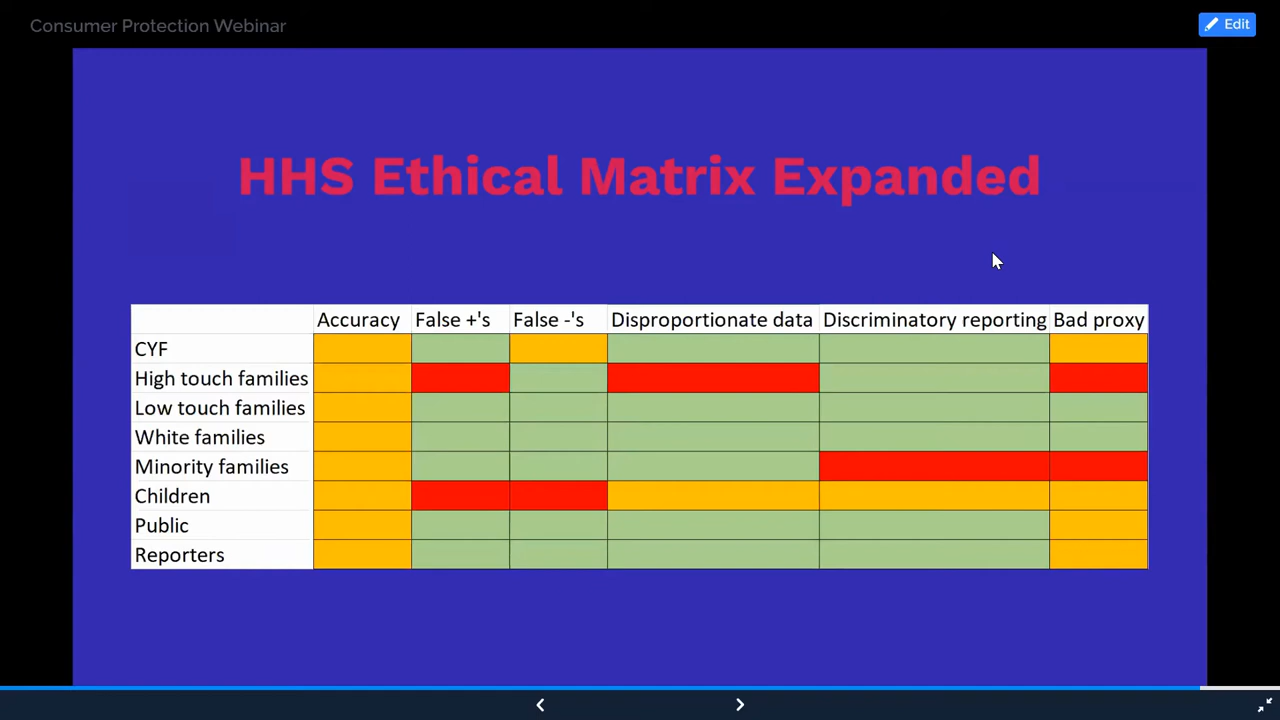 Consumer Protection Webinar
Edit
HHS Ethical Matrix Expanded
Accuracy False +'s False -'s Disproportionate data Discriminatory reporting Bad proxy
CYF
High touch families
Low touch families
White families
Minority families
Children
Public
Reporters